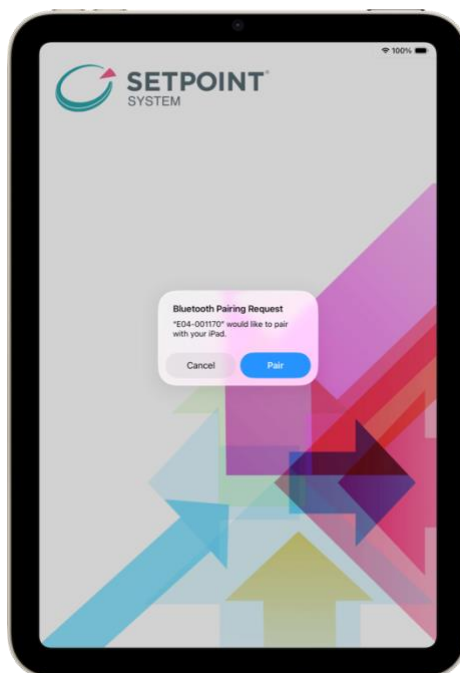 100%
SETPOINT®
SYSTEM
Bluetooth Pairing Request
"E04-001170" would like to pair
with your iPad.
Cancel
Pair